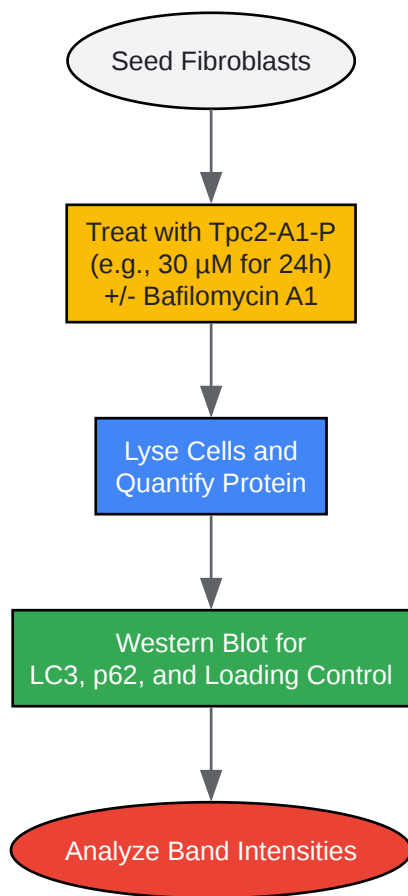 Seed Fibroblasts
Treat with Tpc2-A1-P
(e.g., 30 µM for 24h)
+/- Bafilomycin A1
Lyse Cells and
Quantify Protein
Western Blot for
LC3, p62, and Loading Control
Analyze Band Intensities